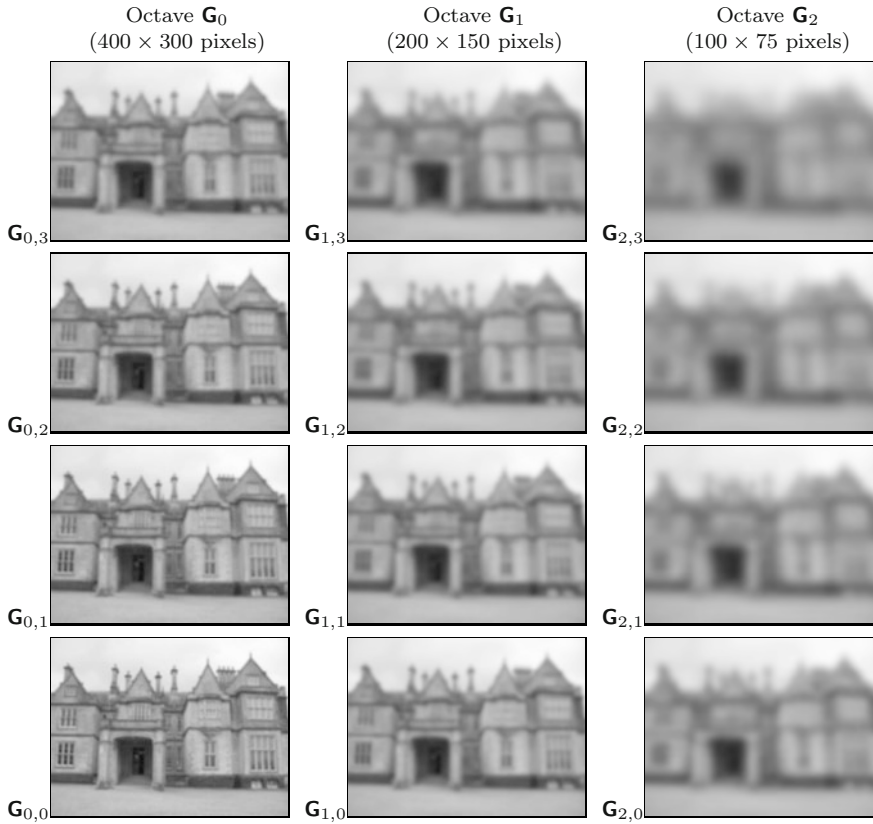 Octave G₀ Octave G₁ Octave G₂
(400 × 300 pixels) (200 × 150 pixels) (100 × 75 pixels)
G₀,₃ G₁,₃ G₂,₃
G₀,₂ G₁,₂ G₂,₂
G₀,₁ G₁,₁ G₂,₁
G₀,₀ G₁,₀ G₂,₀